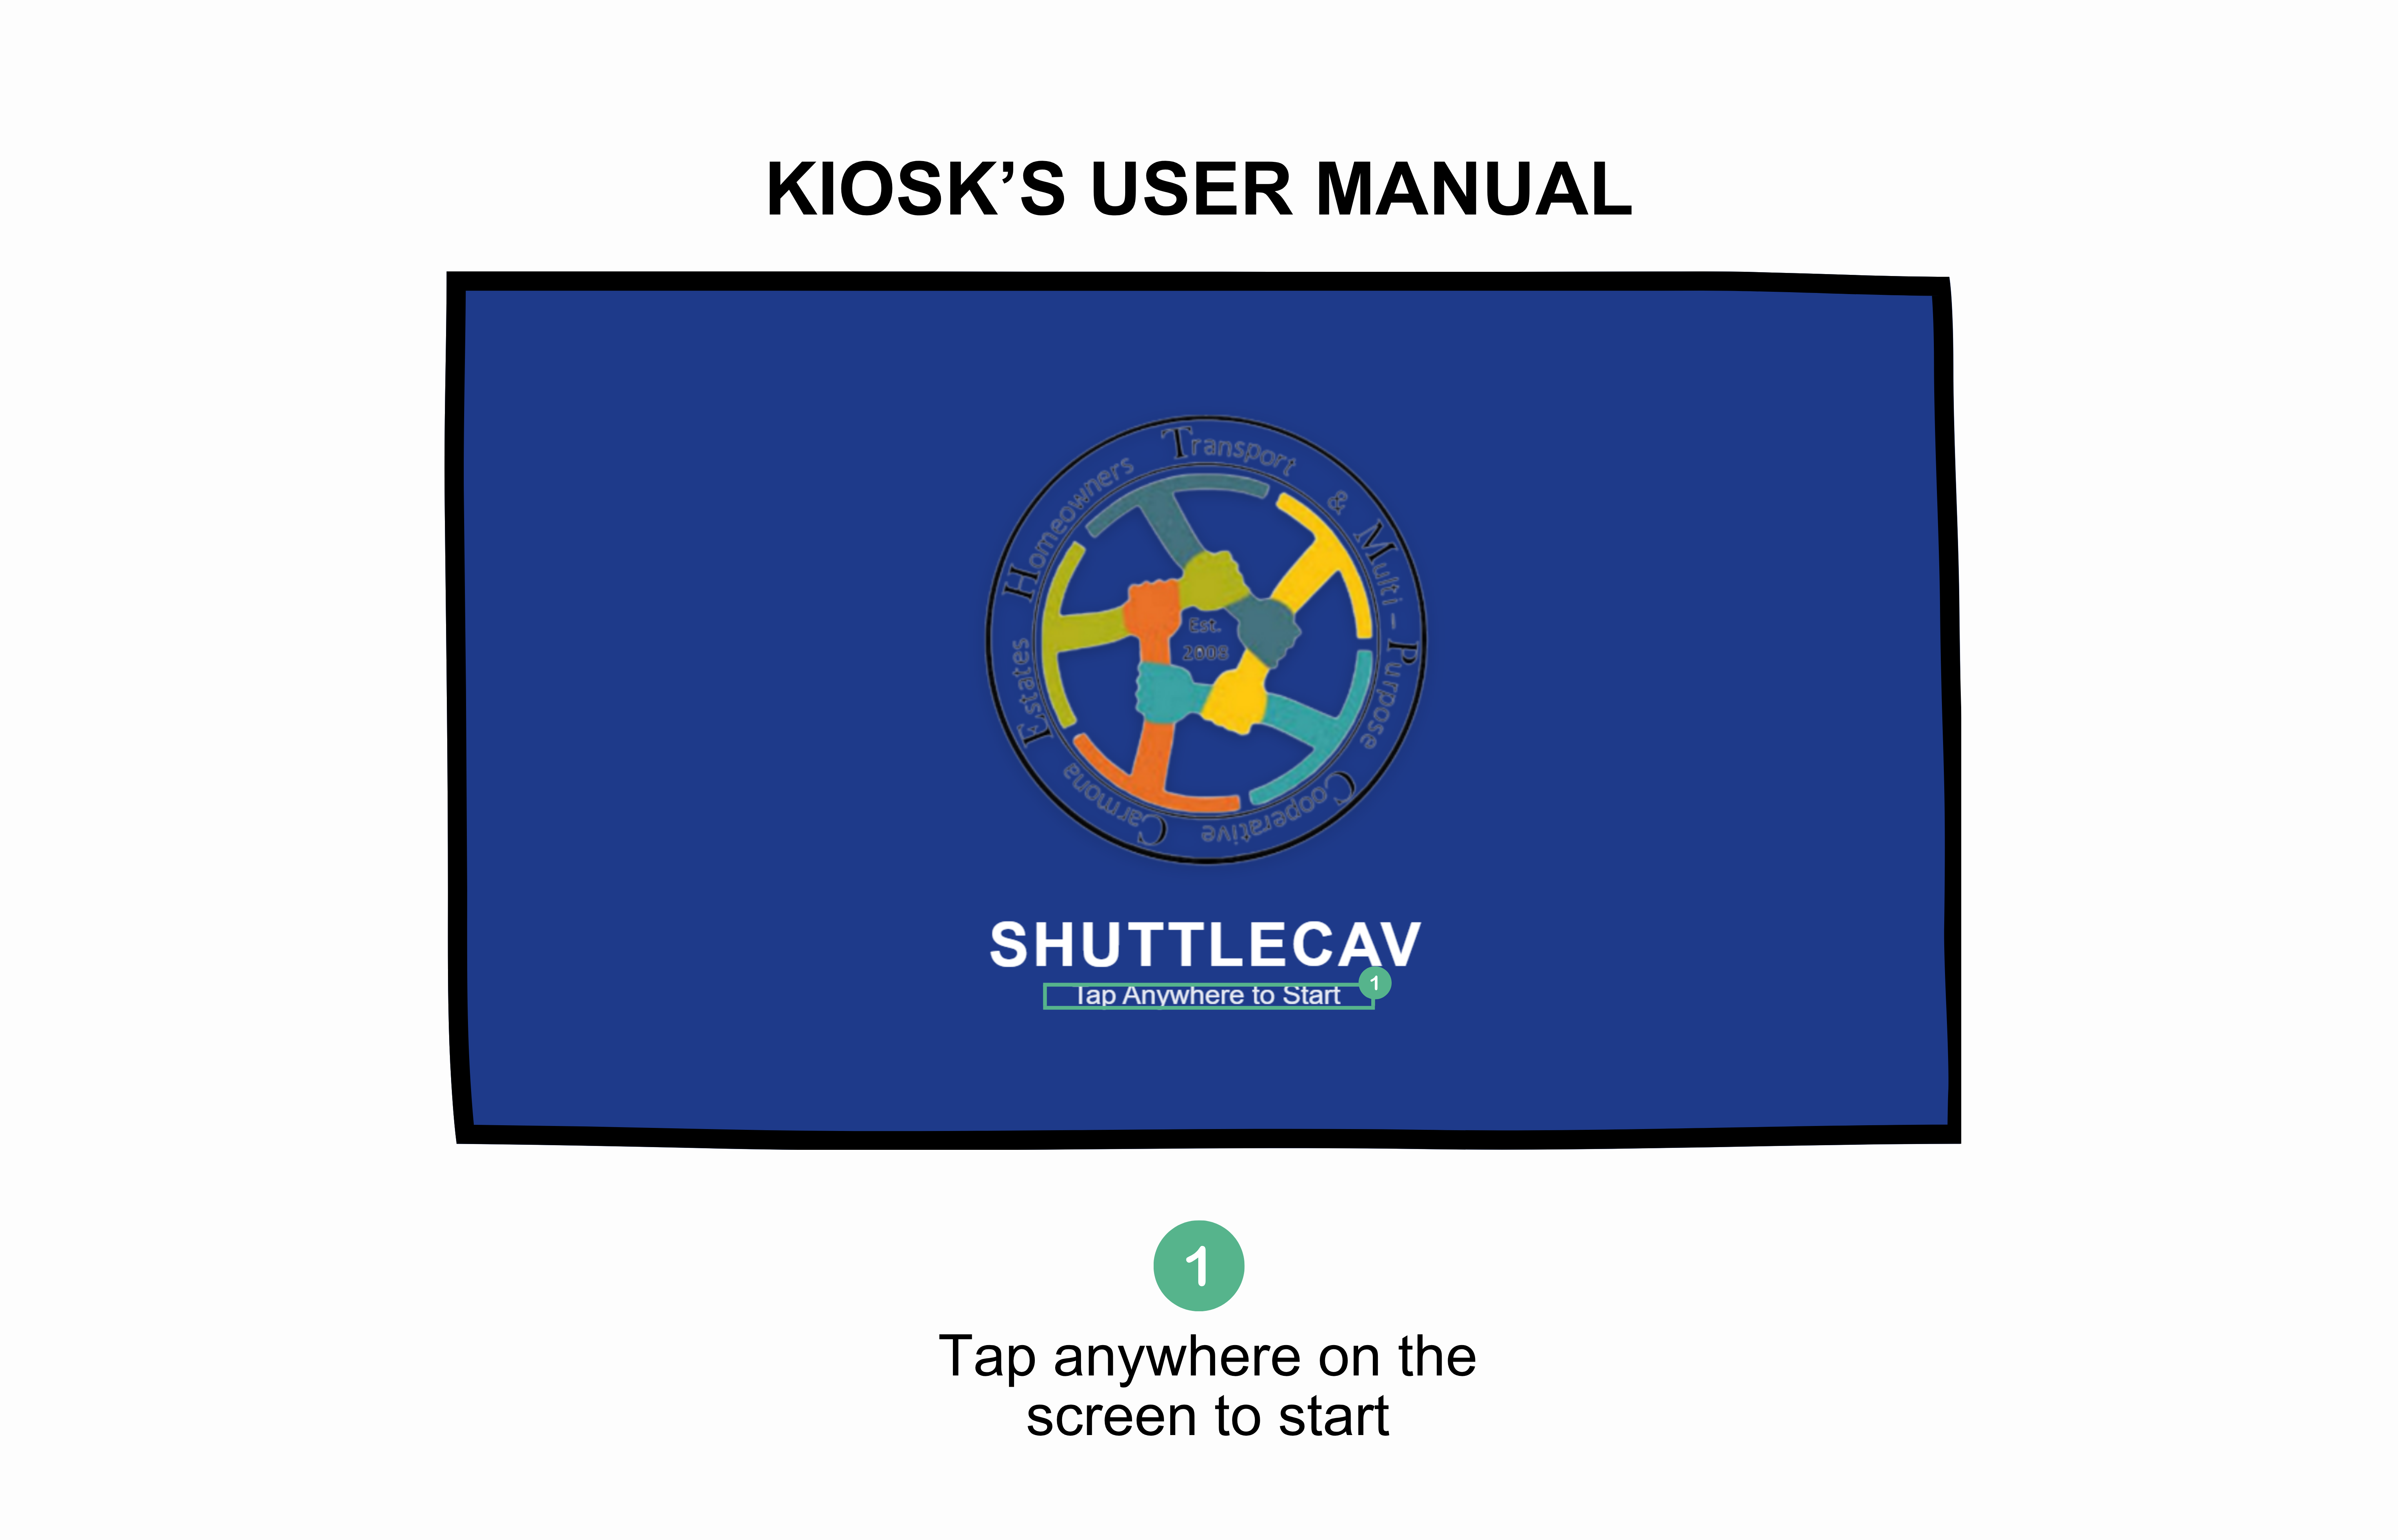 KIOSK’S USER MANUAL
Carmona Estates Homeowners Transport & Multi-Purpose Cooperative
Est.
2008
SHUTTLECAV
Tap Anywhere to Start
1
1
Tap anywhere on the
screen to start